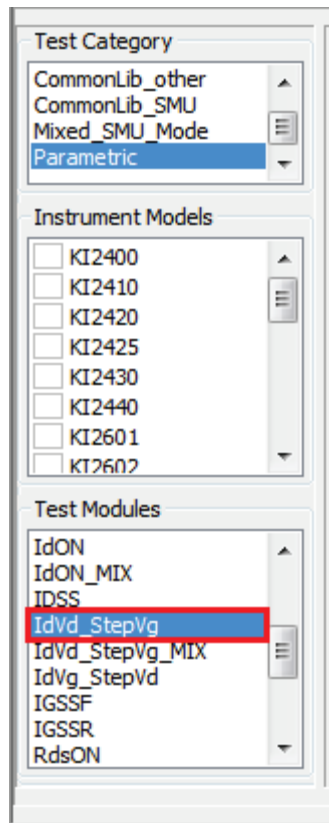 Test Category
CommonLib_other
CommonLib_SMU
Mixed_SMU_Mode
Parametric
Instrument Models
KI2400
KI2410
KI2420
KI2425
KI2430
KI2440
KI2601
KI2602
Test Modules
IdON
IdON_MIX
IDSS
IdVd_StepVg
IdVd_StepVg_MIX
IdVg_StepVd
IGSSF
IGSSR
RdsON